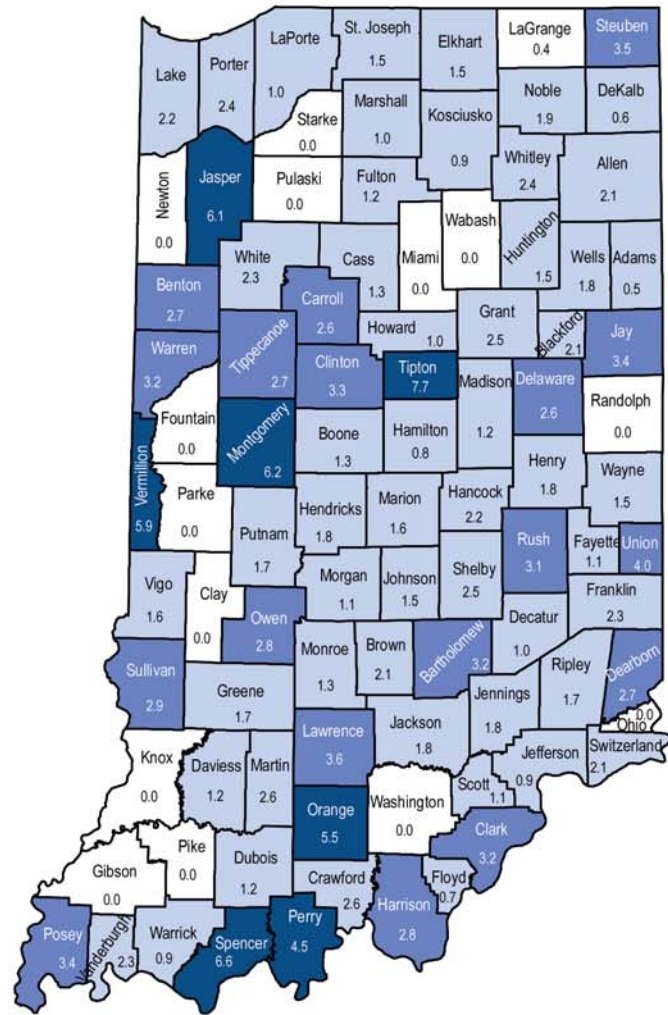 LaGrange
0.4
Steuben
3.5
St. Joseph
1.5
Elkhart
1.5
LaPorte
1.0
Porter
2.4
Lake
2.2
Noble
1.9
DeKalb
0.6
Marshall
1.0
Kosciusko
0.9
Starke
0.0
Whitley
2.4
Allen
2.1
Jasper
6.1
Newton
0.0
Pulaski
0.0
Fulton
1.2
Wabash
0.0
Huntington
1.5
Miami
0.0
White
2.3
Cass
1.3
Wells
1.8
Adams
0.5
Benton
2.7
Carroll
2.6
Grant
2.5
Howard
1.0
Blackford
2.1
Jay
3.4
Warren
3.2
Tippecanoe
2.7
Clinton
3.3
Tipton
7.7
Madison
1.2
Delaware
2.6
Randolph
0.0
Fountain
0.0
Montgomery
6.2
Boone
1.3
Hamilton
0.8
Henry
1.8
Wayne
1.5
Vermillion
5.9
Parke
0.0
Hendricks
1.8
Marion
1.6
Hancock
2.2
Putnam
1.7
Rush
3.1
Fayette
1.1
Union
4.0
Vigo
1.6
Clay
0.0
Morgan
1.1
Johnson
1.5
Shelby
2.5
Franklin
2.3
Owen
2.8
Decatur
1.0
Monroe
1.3
Brown
2.1
Bartholomew
3.2
Sullivan
2.9
Greene
1.7
Ripley
1.7
Dearborn
2.7
Jennings
1.8
Ohio
0.0
Lawrence
3.6
Jackson
1.8
Jefferson
0.9
Switzerland
2.1
Knox
0.0
Daviess
1.2
Martin
2.6
Scott
1.1
Orange
5.5
Washington
0.0
Clark
3.2
Pike
0.0
Gibson
0.0
Dubois
1.2
Crawford
2.6
Floyd
0.7
Harrison
2.8
Posey
3.4
Vanderburgh
2.3
Warrick
0.9
Spencer
6.6
Perry
4.5